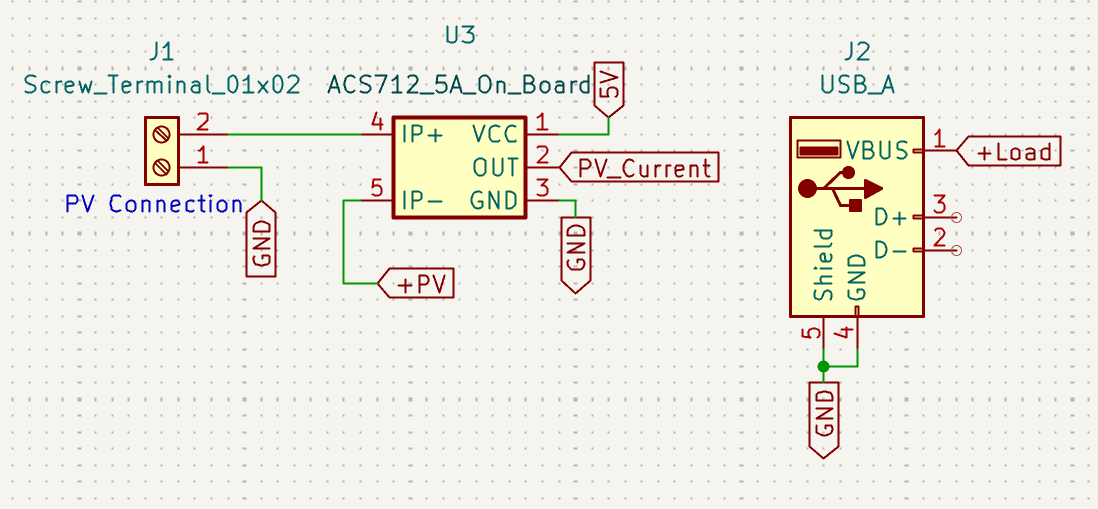 J1
Screw_Terminal_01x02
2
1
PV Connection
GND
U3
ACS712_5A_On_Board
5V
4
IP+
VCC
1
OUT
2
PV_Current
5
IP-
GND
3
+PV
GND
J2
USB_A
VBUS
1
+Load
D+
3
D-
2
Shield
GND
5
4
GND